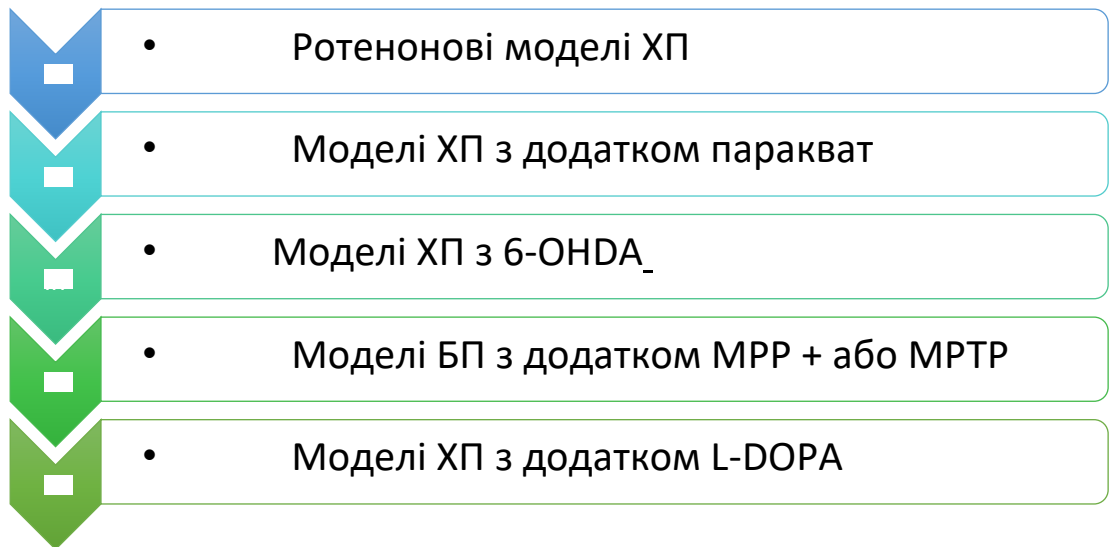 • Ротенонові моделі ХП
• Моделі ХП з додатком паракват
• Моделі ХП з 6-OHDA
• Моделі БП з додатком MPP + або MPTP
• Моделі ХП з додатком L-DOPA